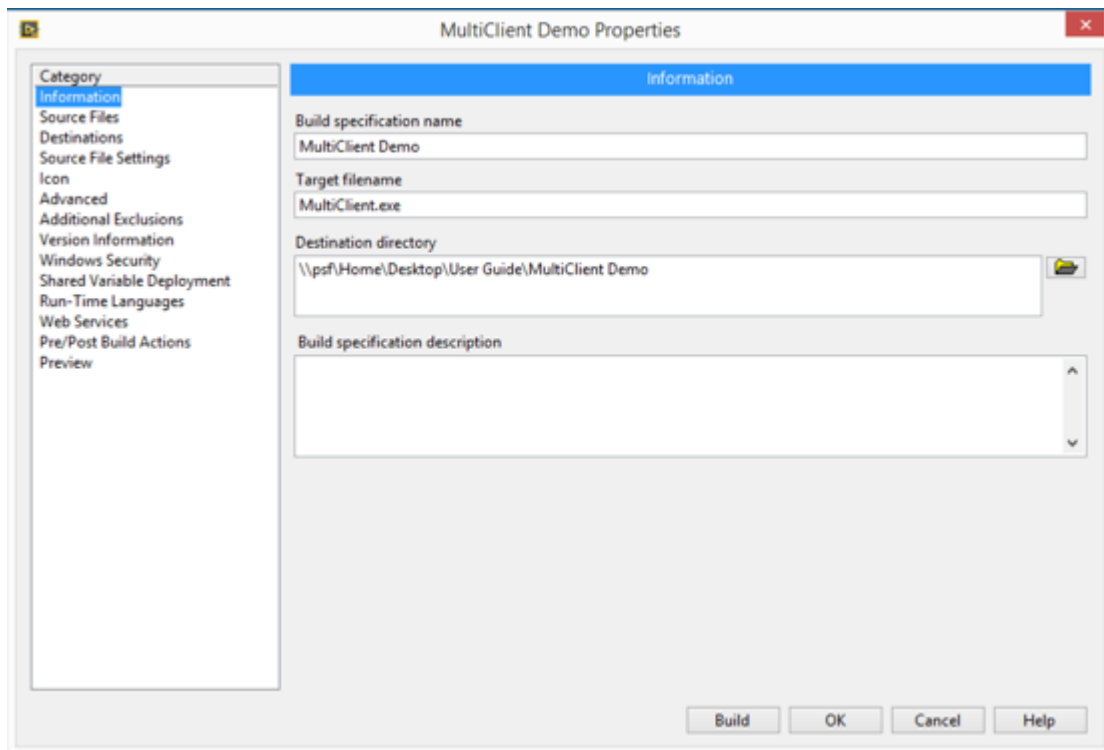 MultiClient Demo Properties
Category
Information
Source Files
Destinations
Source File Settings
Icon
Advanced
Additional Exclusions
Version Information
Windows Security
Shared Variable Deployment
Run-Time Languages
Web Services
Pre/Post Build Actions
Preview
Information
Build specification name
MultiClient Demo
Target filename
MultiClient.exe
Destination directory
\\psf\Home\Desktop\User Guide\MultiClient Demo
Build specification description
Build
OK
Cancel
Help